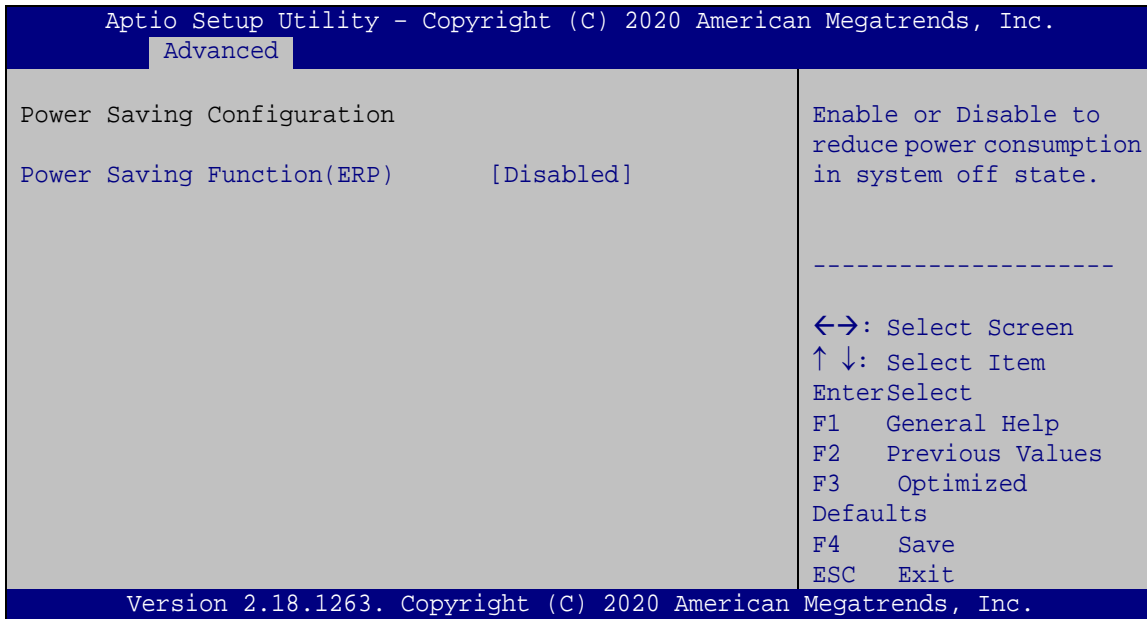 Aptio Setup Utility – Copyright (C) 2020 American Megatrends, Inc.
Advanced
Power Saving Configuration
Power Saving Function(ERP) [Disabled]
Enable or Disable to
reduce power consumption
in system off state.
---------------------
←→: Select Screen
↑ ↓: Select Item
EnterSelect
F1 General Help
F2 Previous Values
F3 Optimized
Defaults
F4 Save
ESC Exit
Version 2.18.1263. Copyright (C) 2020 American Megatrends, Inc.